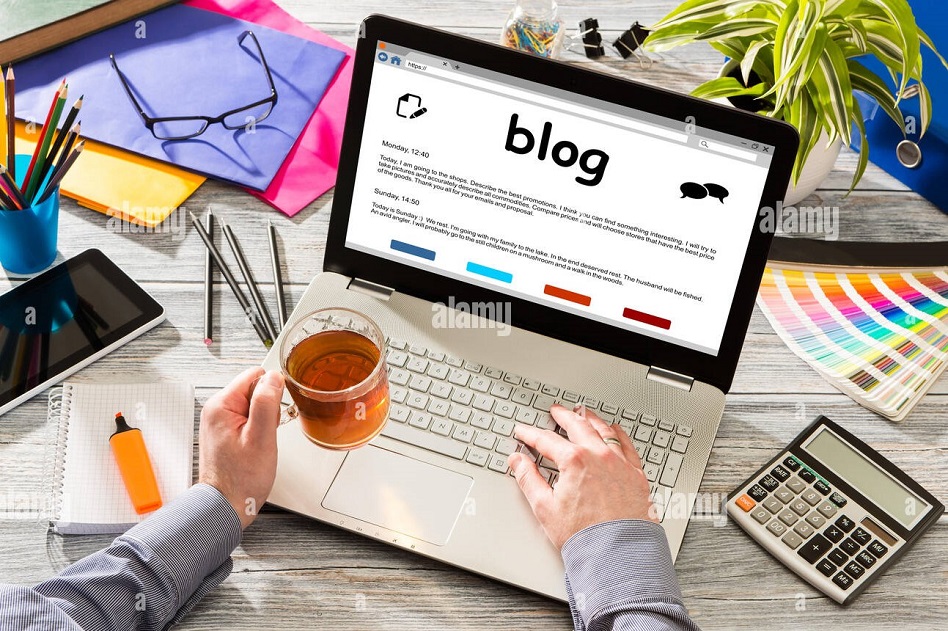 https://
blog
Monday, 12:40
Today, I am going to the shops. Describe the best promotions. I think you can find something interesting. I will try to
take pictures and accurately describe all commodities. Compare prices and will choose stores that have the best price
of the goods. Thank you all for your emails and proposal.
Sunday, 14:50
Today is Sunday :) We rest. I'm going with my family to the lake. In the end deserved rest. The husband will be fished.
An avid angler. I will probably go to the still children on a mushroom and a walk in the woods.
alamy
alamy
alamy
alamy
alamy
a
a
a
a